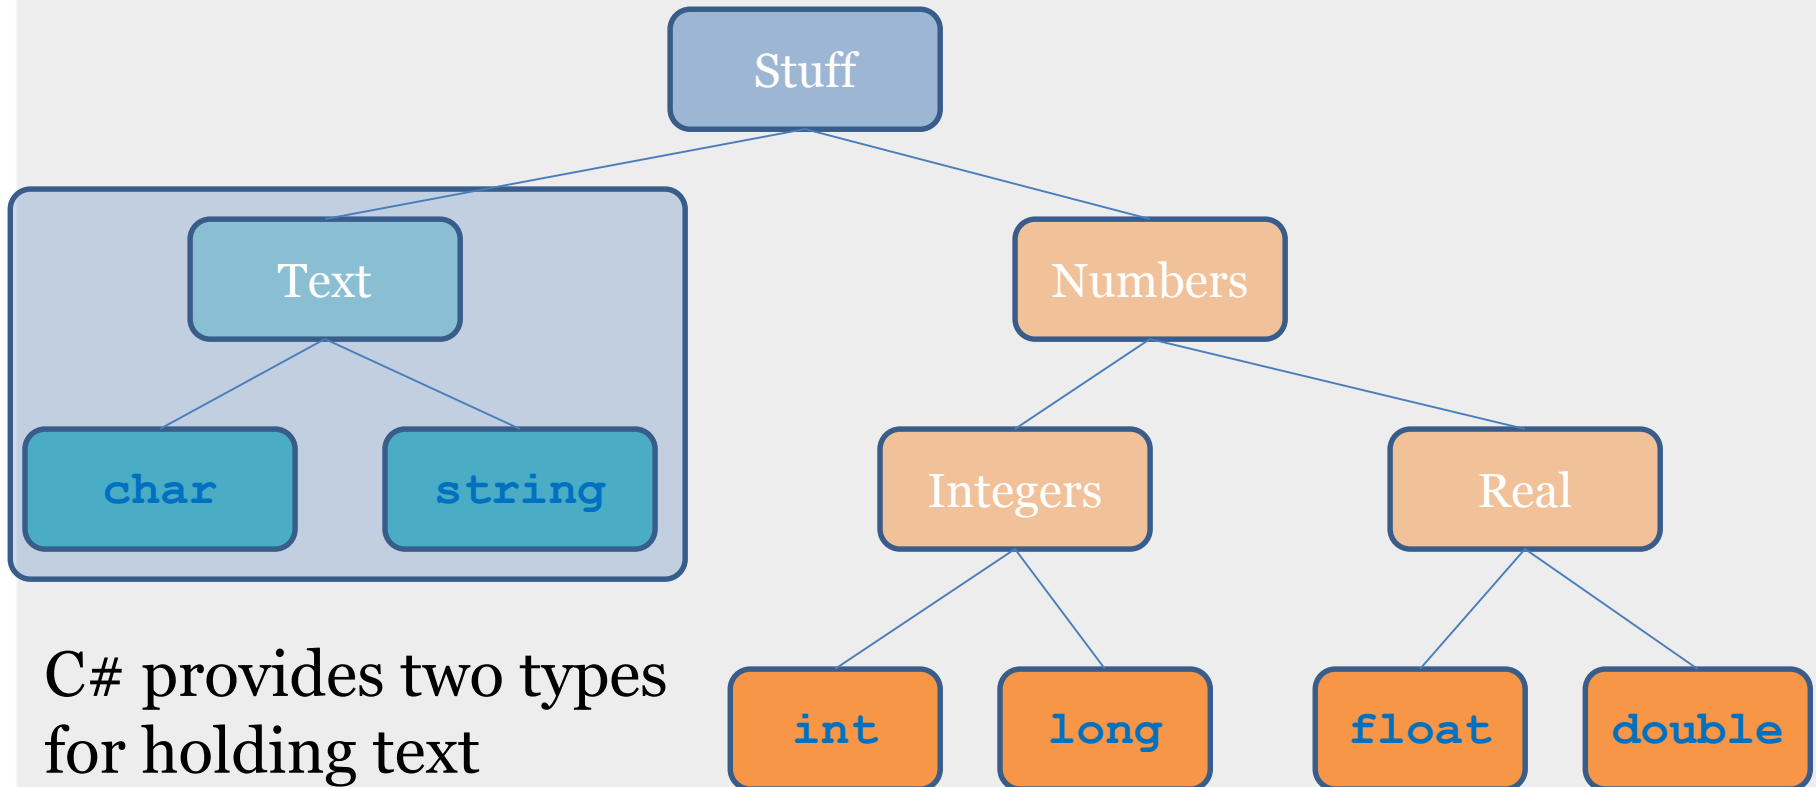 Stuff
Text
Numbers
char
string
Integers
Real
C# provides two types
for holding text
int
long
float
double